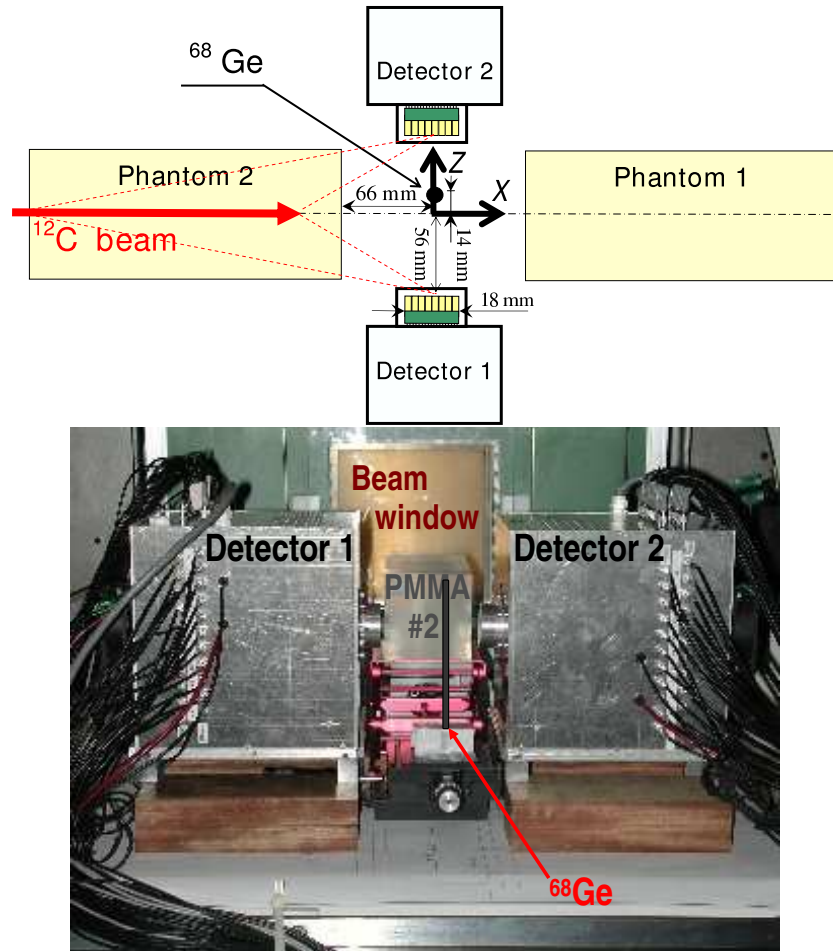 ⁶⁸ Ge
Detector 2
Phantom 2
Z
X
Phantom 1
66 mm
¹²C beam
56 mm
14 mm
18 mm
Detector 1
Beam
window
Detector 1
Detector 2
PMMA
#2
⁶⁸Ge